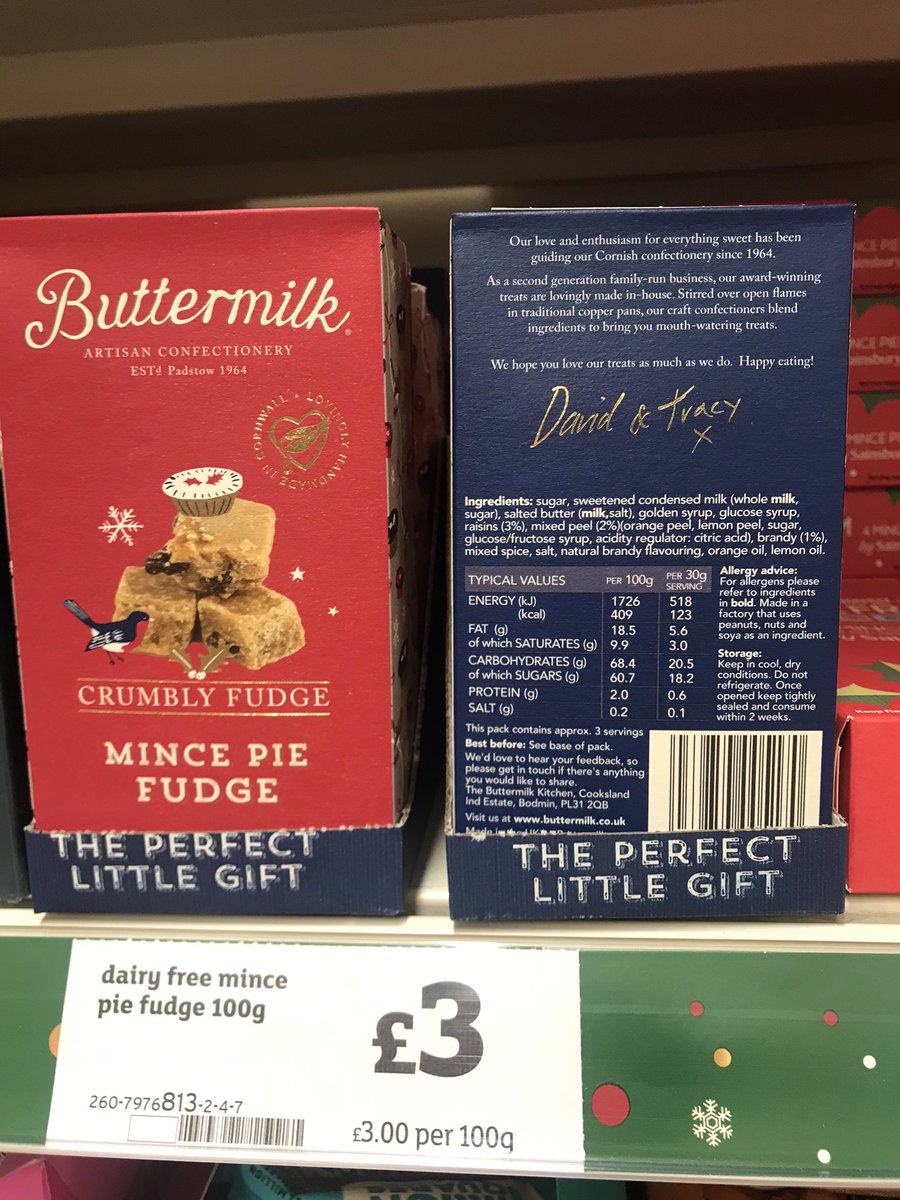 Buttermilk
ARTISAN CONFECTIONERY
ESTd Padstow 1964
LOVINGLY HANDMADE IN CORNWALL
CRUMBLY FUDGE
MINCE PIE
FUDGE
THE PERFECT
LITTLE GIFT
Our love and enthusiasm for everything sweet has been
guiding our Cornish confectionery since 1964.
As a second generation family-run business, our award-winning
treats are lovingly made in-house. Stirred over open flames
in traditional copper pans, our craft confectioners blend
ingredients to bring you mouth-watering treats.
We hope you love our treats as much as we do. Happy eating!
David & Tracy
x
Ingredients: sugar, sweetened condensed milk (whole milk,
sugar), salted butter (milk,salt), golden syrup, glucose syrup,
raisins (3%), mixed peel (2%)(orange peel, lemon peel, sugar,
glucose/fructose syrup, acidity regulator: citric acid), brandy (1%),
mixed spice, salt, natural brandy flavouring, orange oil, lemon oil.
TYPICAL VALUES PER 100g PER 30g SERVING
ENERGY (kJ) 1726 518
(kcal) 409 123
FAT (g) 18.5 5.6
of which SATURATES (g) 9.9 3.0
CARBOHYDRATES (g) 68.4 20.5
of which SUGARS (g) 60.7 18.2
PROTEIN (g) 2.0 0.6
SALT (g) 0.2 0.1
Allergy advice:
For allergens please
refer to ingredients
in bold. Made in a
factory that uses
peanuts, nuts and
soya as an ingredient.
Storage:
Keep in cool, dry
conditions. Do not
refrigerate. Once
opened keep tightly
sealed and consume
within 2 weeks.
This pack contains approx. 3 servings
Best before: See base of pack.
We'd love to hear your feedback, so
please get in touch if there's anything
you would like to share.
The Buttermilk Kitchen, Cooksland
Ind Estate, Bodmin, PL31 2QB
Visit us at www.buttermilk.co.uk
Made in
THE PERFECT
LITTLE GIFT
dairy free mince
pie fudge 100g
£3
260-7976813-2-4-7
£3.00 per 100g